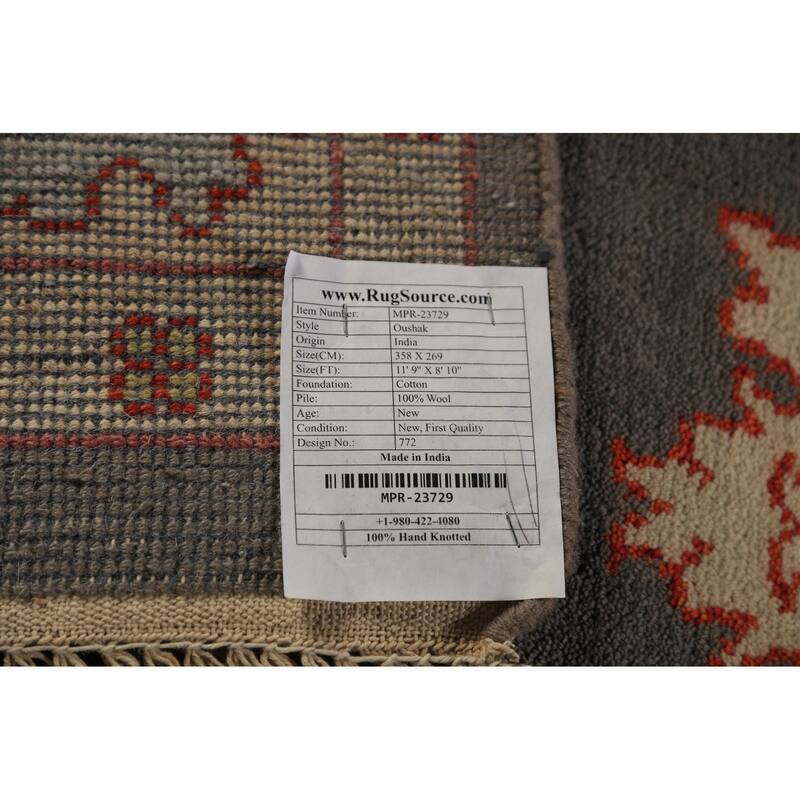 www.RugSource.com
Item Number: MPR-23729
Style Oushak
Origin India
Size(CM): 358 X 269
Size(FT): 11' 9" X 8' 10"
Foundation: Cotton
Pile: 100% Wool
Age: New
Condition: New, First Quality
Design No.: 772
Made in India
MPR-23729
+1-980-422-4080
100% Hand Knotted